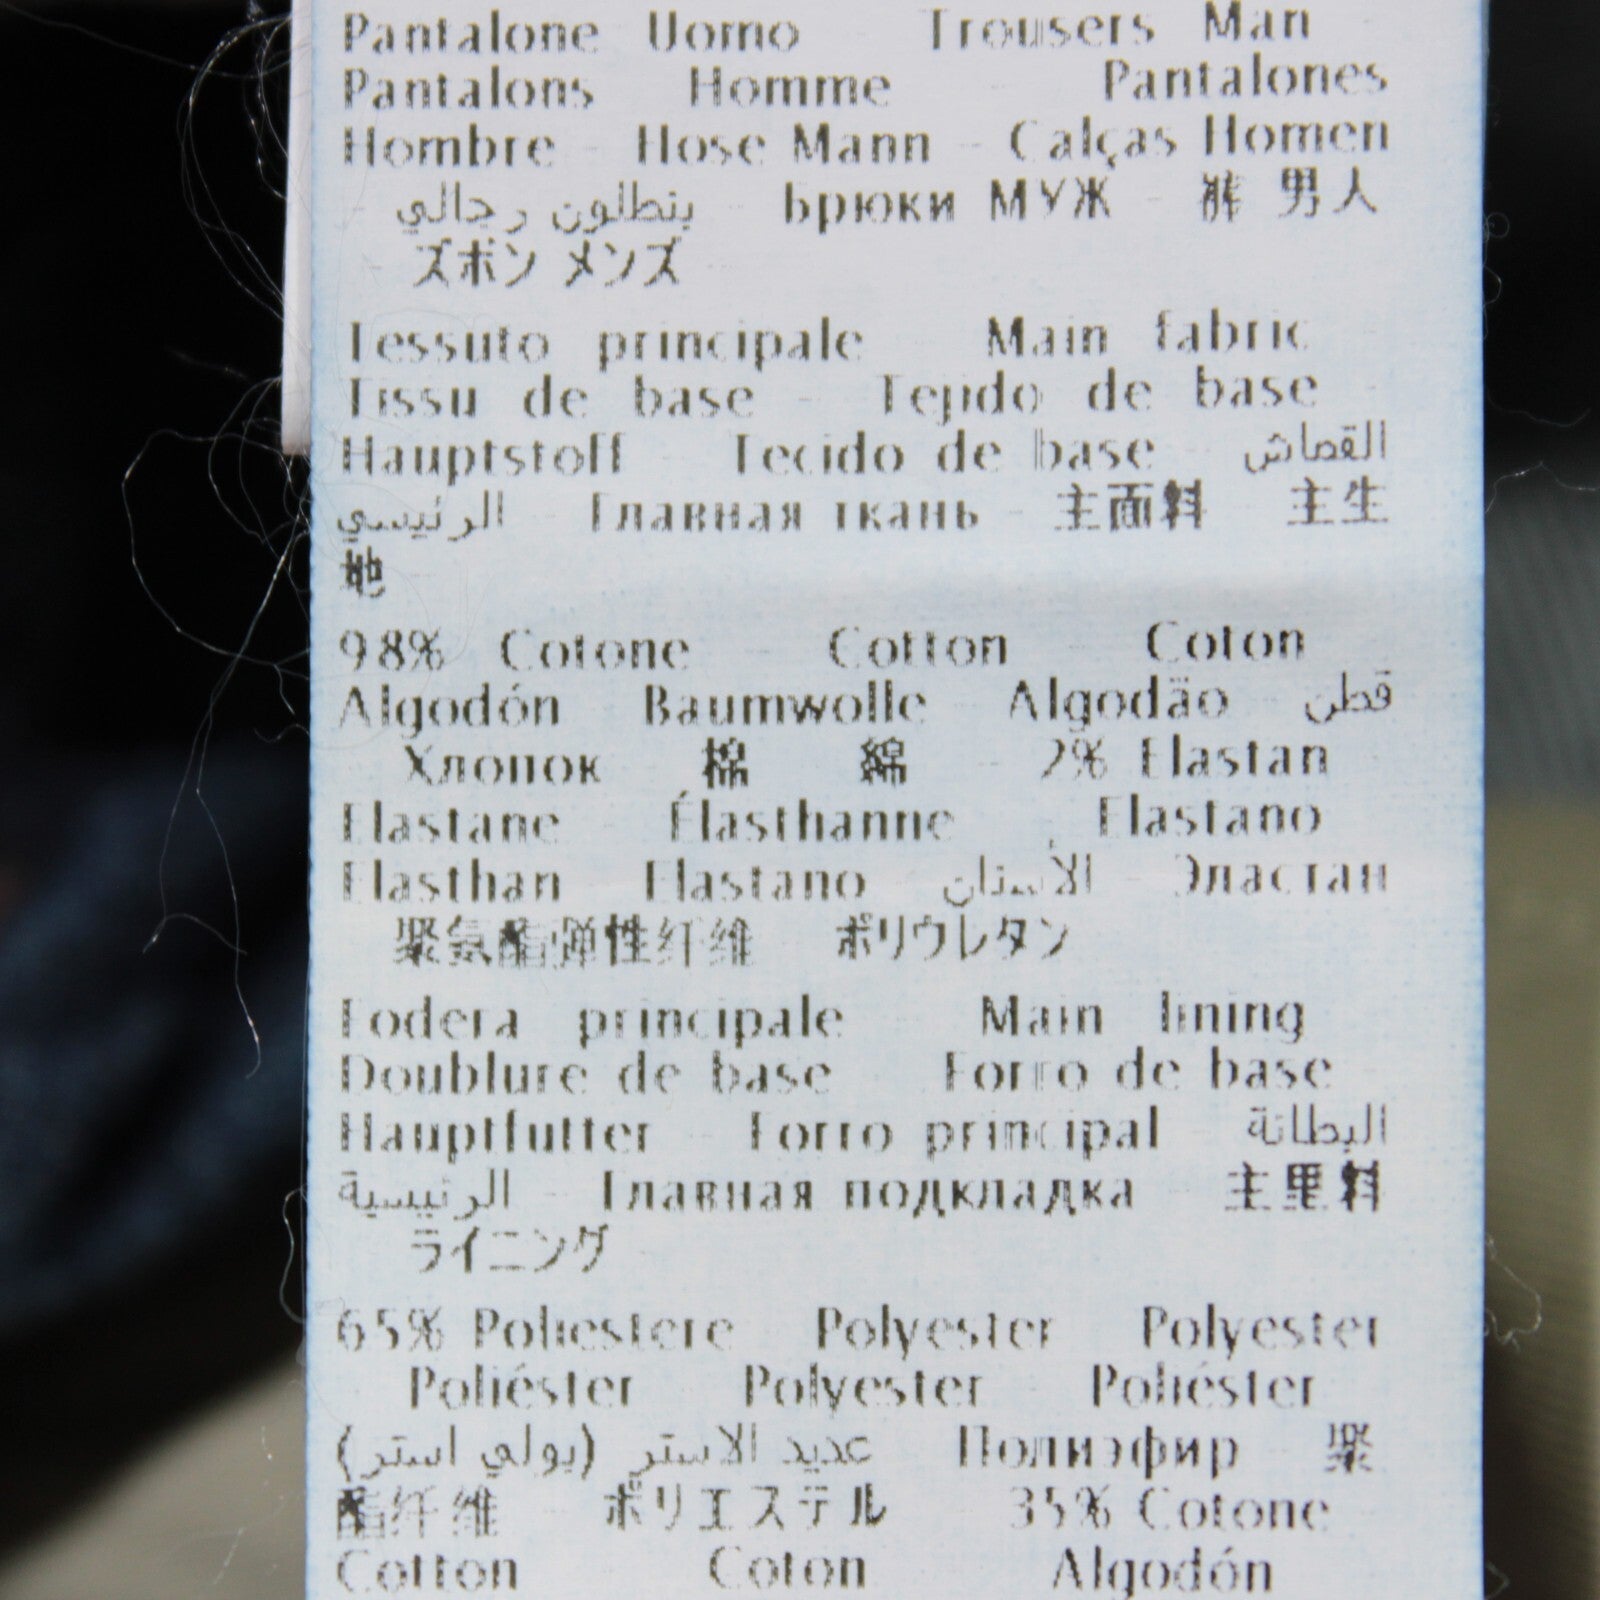 Pantalone Uomo - Trousers Man -
Pantalons Homme - Pantalones
Hombre - Hose Mann - Calças Homen
- بنطلون رجالي - Брюки МУЖ - 裤 男人
- ズボン メンズ
Tessuto principale - Main fabric -
Tissu de base - Tejido de base -
Hauptstoff - Tecido de base - القصاش
الرئيسي - Главная ткань - 主面料 - 主生
地
98% Cotone - Cotton - Coton -
Algodón - Baumwolle - Algodão - قطن
- Хлопок - 棉 - 綿 - 2% Elastan
Elastane - Élasthanne - Elastano -
Elasthan - Elastano - الأستان - Эластан
- 聚氨酯弹性纤维 - ポリウレタン
Fodera principale - Main lining -
Doublure de base - Forro de base -
Hauptfutter - Forro principal - البطانة
الرئيسية - Главная подкладка - 主里料
- ライニング
65% Poliestere - Polyester - Polyester
- Poliéster - Polyester - Poliéster -
عديد الاستر (بولي استر) - Полиэфир - 聚
酯纤维 - ポリエステル - 35% Cotone -
Cotton - Coton - Algodón -